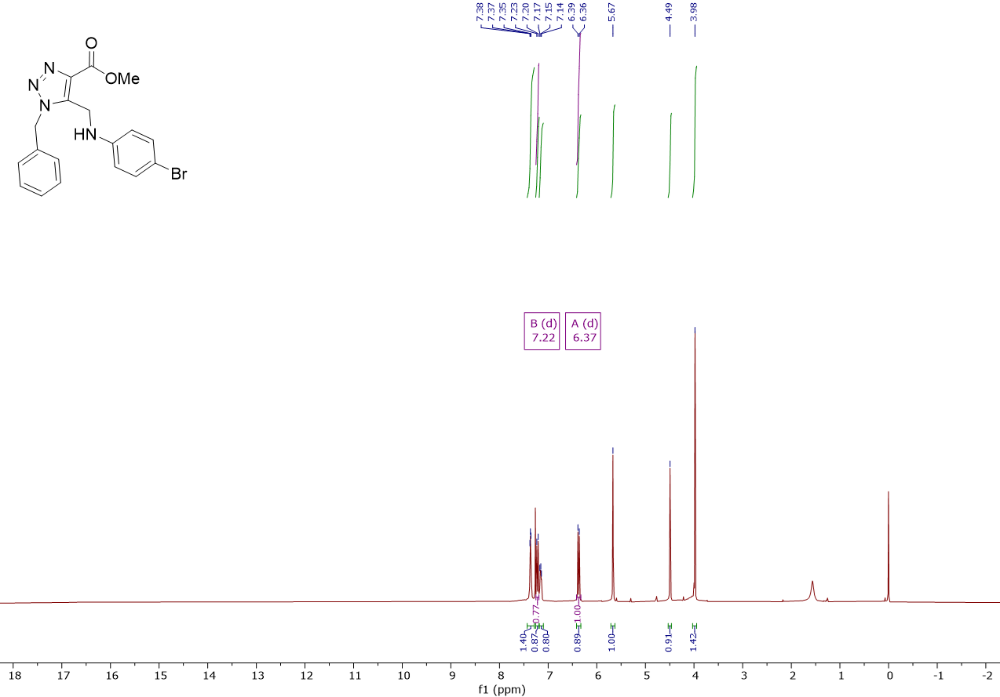 7.38
7.37
7.35
7.23
7.20
7.17
7.15
7.14
6.39
6.36
5.67
4.49
3.98
O
OMe
N
N
N
HN
Br
B (d)
7.22
A (d)
6.37
0.77
1.00
1.40
0.87
0.80
0.89
1.00
0.91
1.42
18 17 16 15 14 13 12 11 10 9 8 7 6 5 4 3 2 1 0 -1 -2
f1 (ppm)